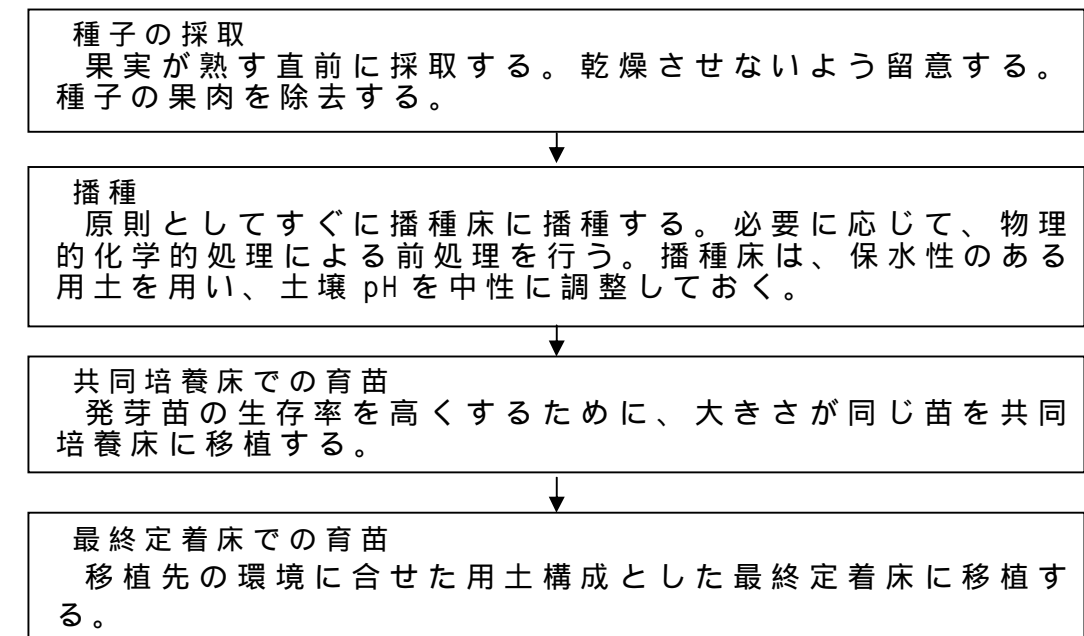 種子の採取
果実が熟す直前に採取する。乾燥させないよう留意する。
種子の果肉を除去する。
播種
原則としてすぐに播種床に播種する。必要に応じて、物理
的化学的処理による前処理を行う。播種床は、保水性のある
用土を用い、土壌 pH を中性に調整しておく。
共同培養床での育苗
発芽苗の生存率を高くするために、大きさが同じ苗を共同
培養床に移植する。
最終定着床での育苗
移植先の環境に合せた用土構成とした最終定着床に移植す
る。